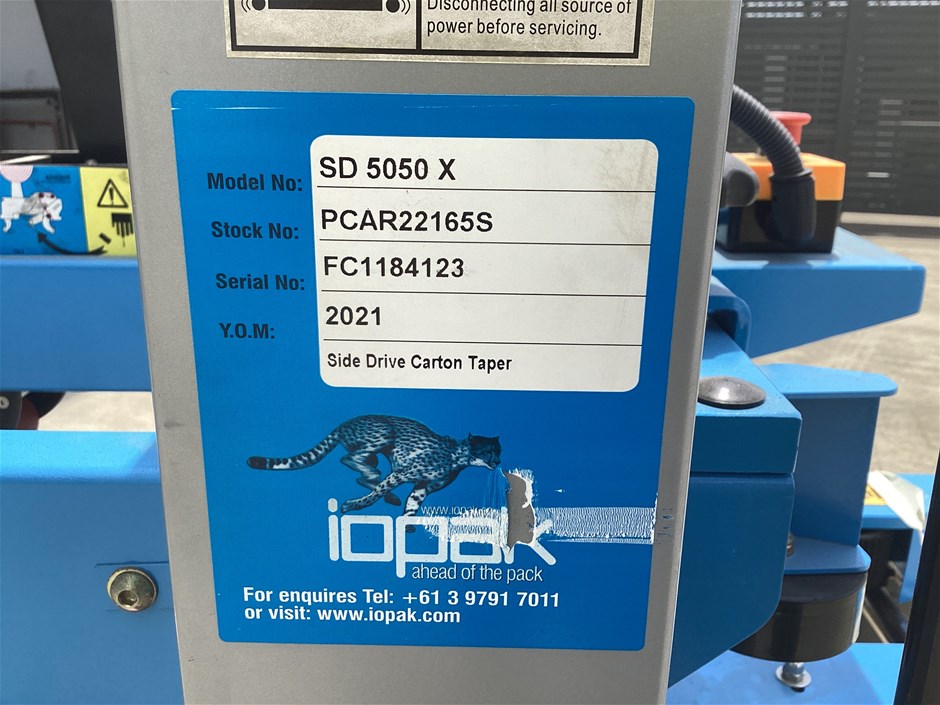 Disconnecting all source of
power before servicing.
Model No: SD 5050 X
Stock No: PCAR22165S
Serial No: FC1184123
Y.O.M: 2021
Side Drive Carton Taper
iopak
ahead of the pack
For enquires Tel: +61 3 9791 7011
or visit: www.iopak.com